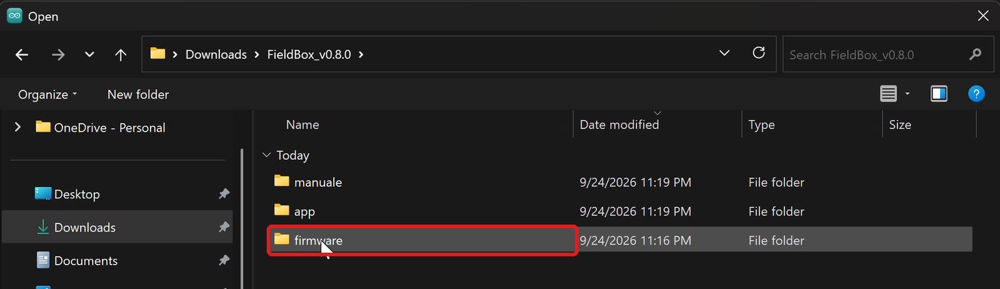 Open
Downloads FieldBox_v0.8.0
Search FieldBox_v0.8.0
Organize New folder
?
OneDrive - Personal
Desktop
Downloads
Documents
Name Date modified Type Size
Today
manuale 9/24/2026 11:19 PM File folder
app 9/24/2026 11:19 PM File folder
firmware 9/24/2026 11:16 PM File folder